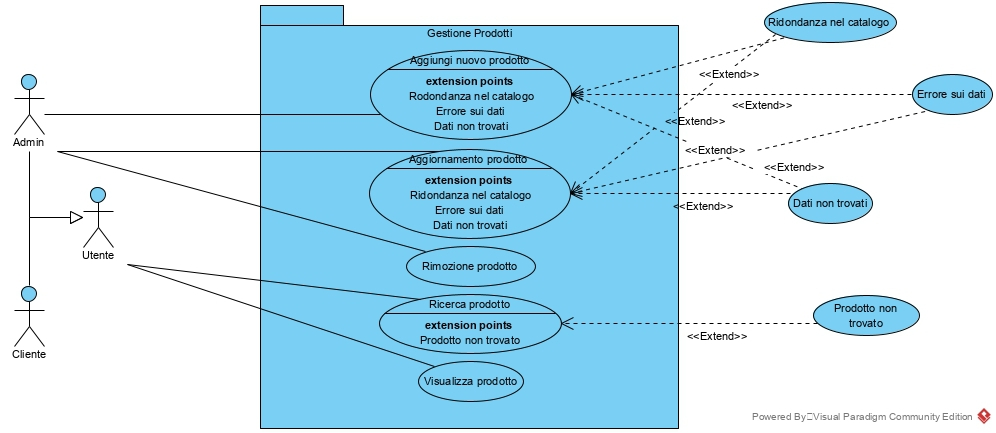 Gestione Prodotti
Ridondanza nel catalogo
Aggiungi nuovo prodotto
extension points
Rodondanza nel catalogo
Errore sui dati
Dati non trovati
<<Extend>>
Errore sui dati
<<Extend>>
<<Extend>>
Admin
<<Extend>>
Aggiornamento prodotto
extension points
Ridondanza nel catalogo
Errore sui dati
Dati non trovati
<<Extend>>
Dati non trovati
<<Extend>>
Utente
Rimozione prodotto
Ricerca prodotto
extension points
Prodotto non trovato
Prodotto non
trovato
<<Extend>>
Cliente
Visualizza prodotto
Powered By Visual Paradigm Community Edition